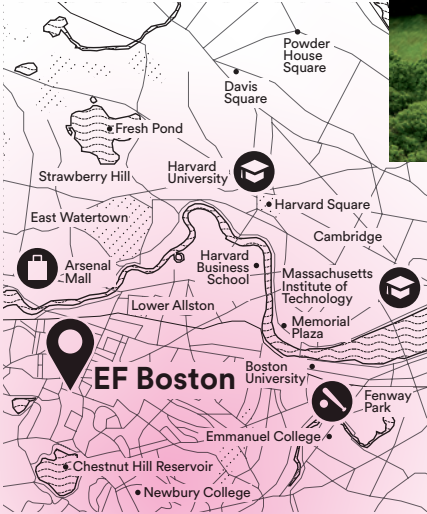 Powder
House
Square
Davis
Square
Fresh Pond
Strawberry Hill
Harvard
University
Harvard Square
East Watertown
Cambridge
Arsenal
Mall
Harvard
Business
School
Massachusetts
Institute of
Technology
Lower Allston
Memorial
Plaza
EF Boston
Boston
University
Fenway
Park
Emmanuel College
Chestnut Hill Reservoir
Newbury College